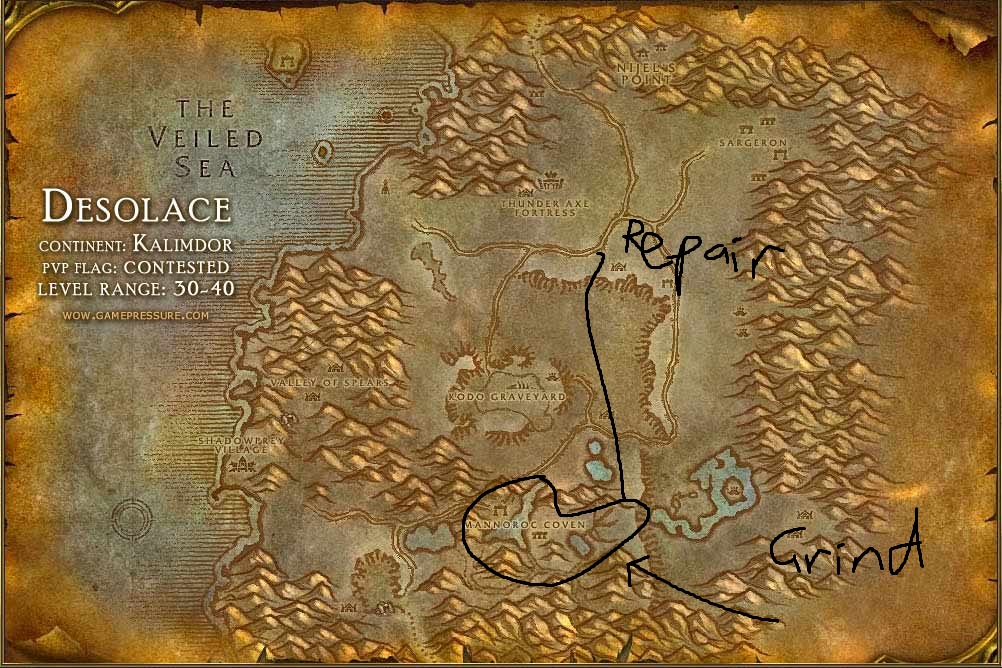 NIJEL'S
POINT
THE
VEILED
SEA
SARGERON
DESOLACE
THUNDER AXE
FORTRESS
CONTINENT: KALIMDOR
PVP FLAG: CONTESTED
LEVEL RANGE: 30-40
WOW.GAMEPRESSURE.COM
Repair
VALLEY OF SPEARS
KODO GRAVEYARD
SHADOWPREY
VILLAGE
MANNOROC COVEN
Grind